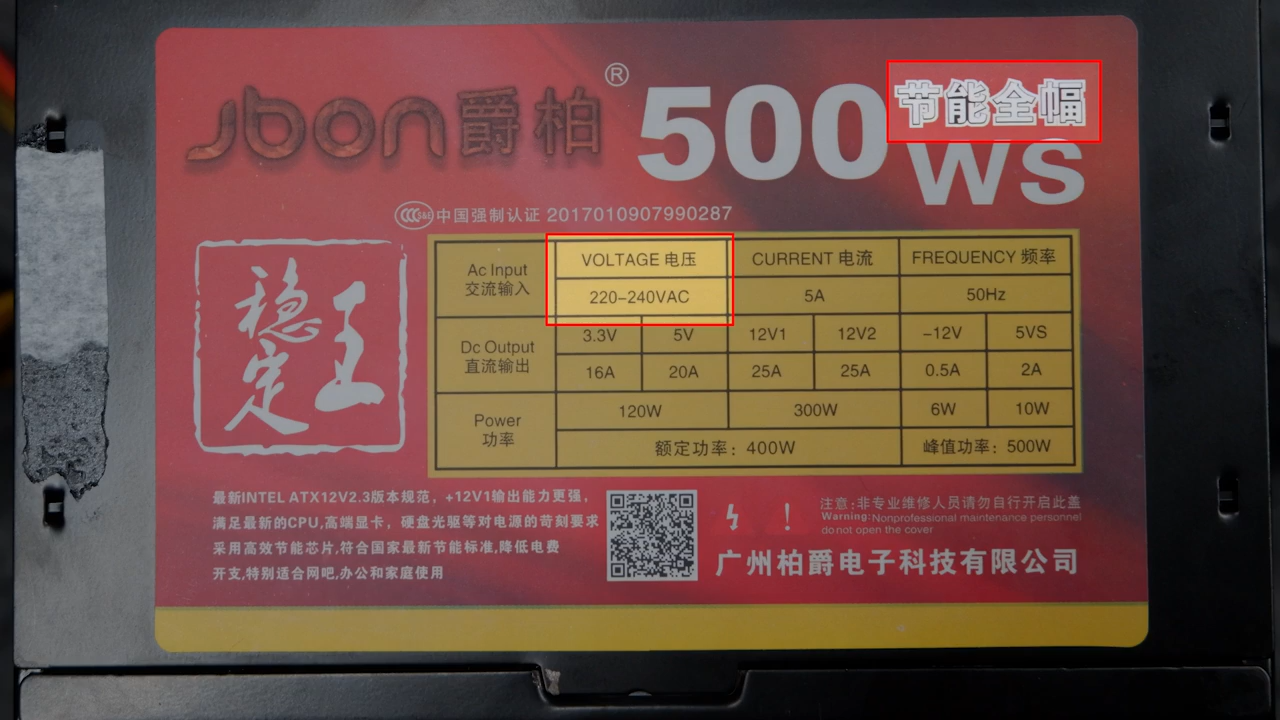 Jbon 爵柏® 500WS 节能全幅
CCC S&E 中国强制认证 2017010907990287
稳定王
Ac Input 交流输入 VOLTAGE 电压 CURRENT 电流 FREQUENCY 频率
220-240VAC 5A 50Hz
Dc Output 直流输出 3.3V 5V 12V1 12V2 -12V 5VS
16A 20A 25A 25A 0.5A 2A
Power 功率 120W 300W 6W 10W
额定功率：400W 峰值功率：500W
最新INTEL ATX12V2.3版本规范，+12V1输出能力更强，
满足最新的CPU,高端显卡，硬盘光驱等对电源的苛刻要求
采用高效节能芯片,符合国家最新节能标准,降低电费
开支,特别适合网吧,办公和家庭使用
注意:非专业维修人员请勿自行开启此盖
Warning:Nonprofessional maintenance personnel
do not open the cover
广州柏爵电子科技有限公司